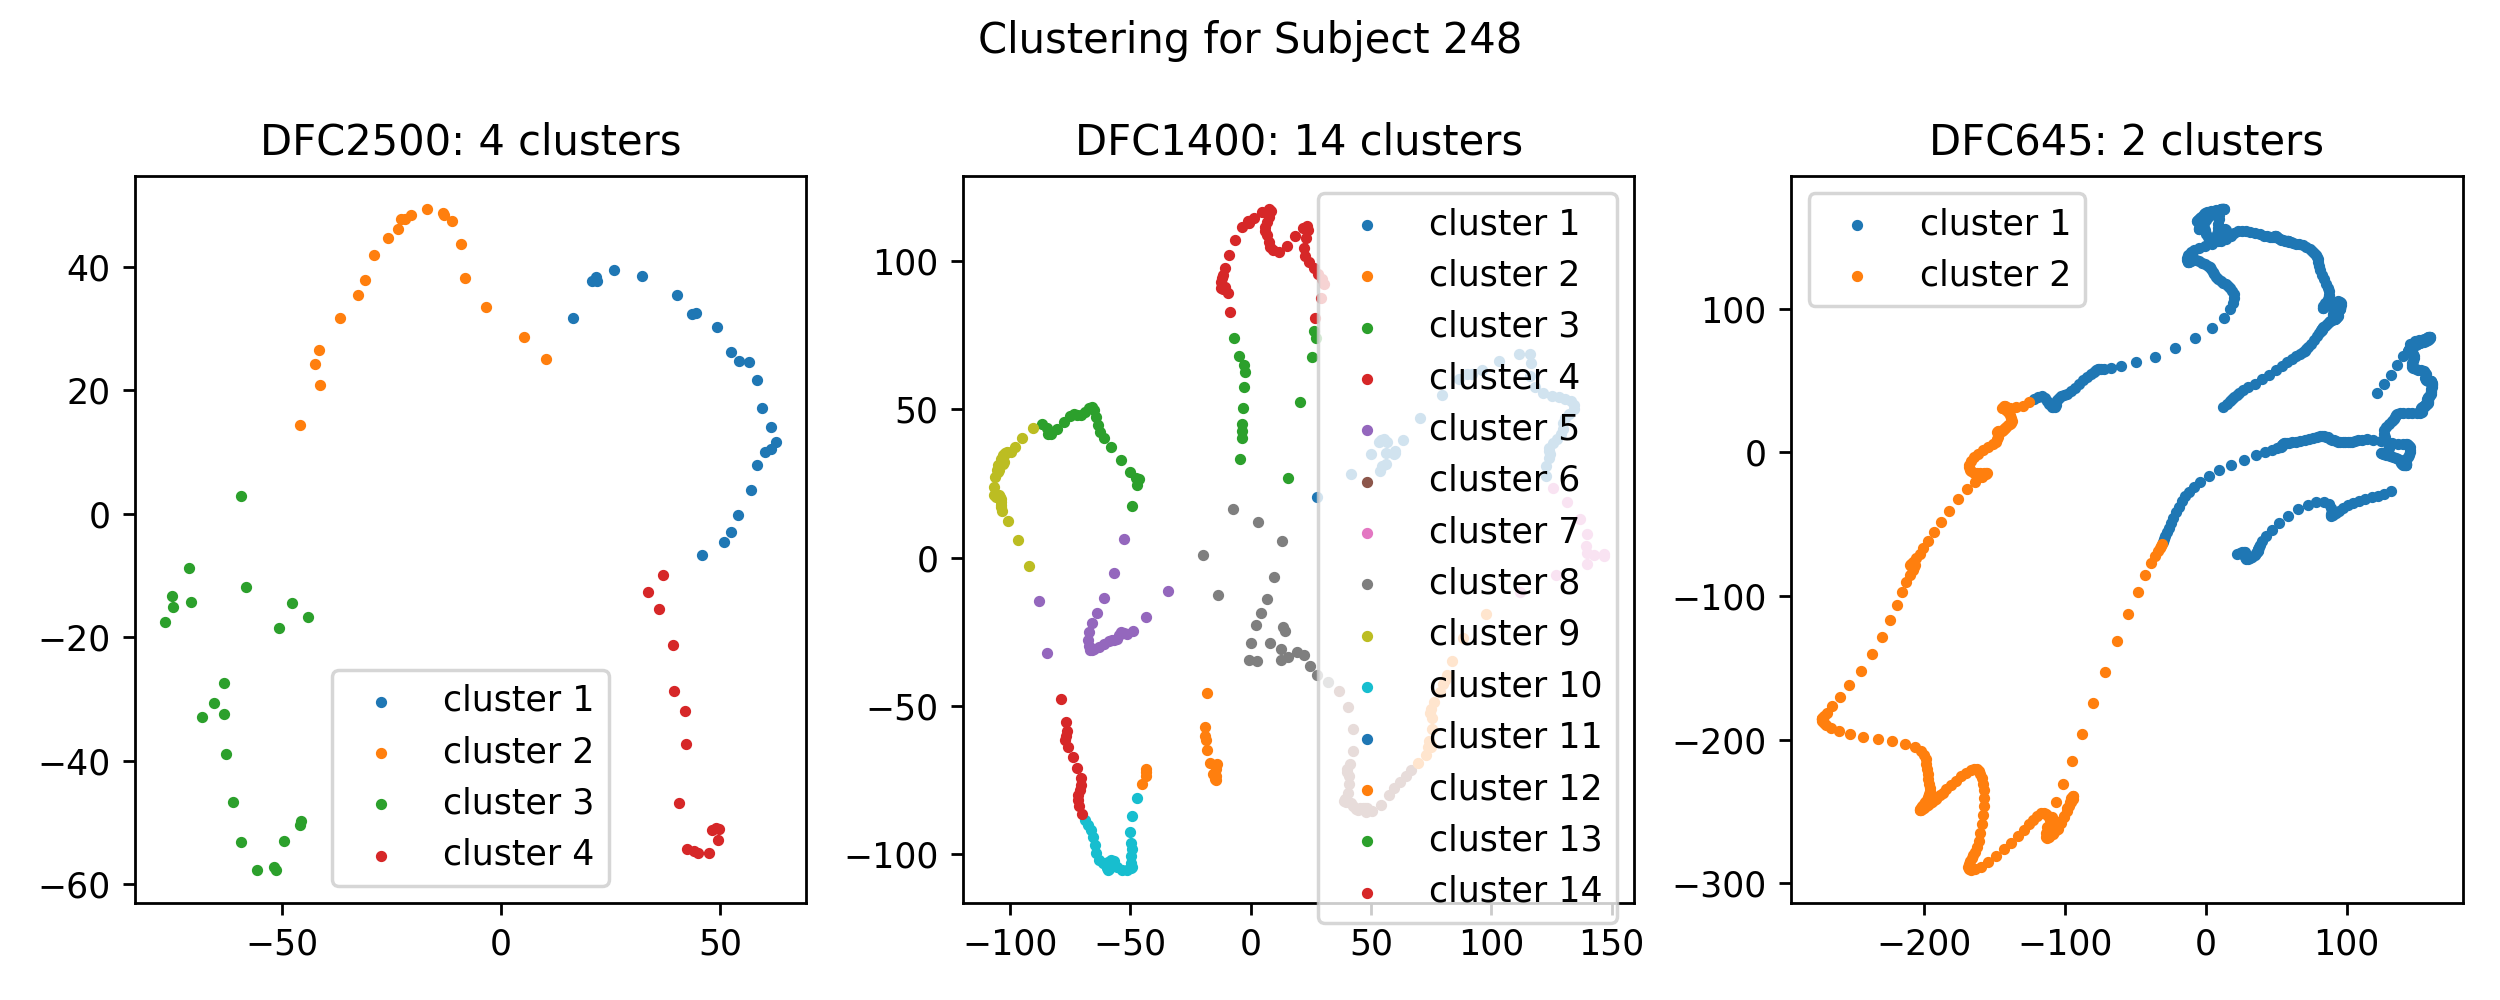 Clustering for Subject 248
DFC2500: 4 clusters
40
20
0
−20
−40
−60
−50
0
50
cluster 1
cluster 2
cluster 3
cluster 4
DFC1400: 14 clusters
100
50
0
−50
−100
−100
−50
0
50
100
150
cluster 1
cluster 2
cluster 3
cluster 4
cluster 5
cluster 6
cluster 7
cluster 8
cluster 9
cluster 10
cluster 11
cluster 12
cluster 13
cluster 14
DFC645: 2 clusters
cluster 1
cluster 2
100
0
−100
−200
−300
−200
−100
0
100